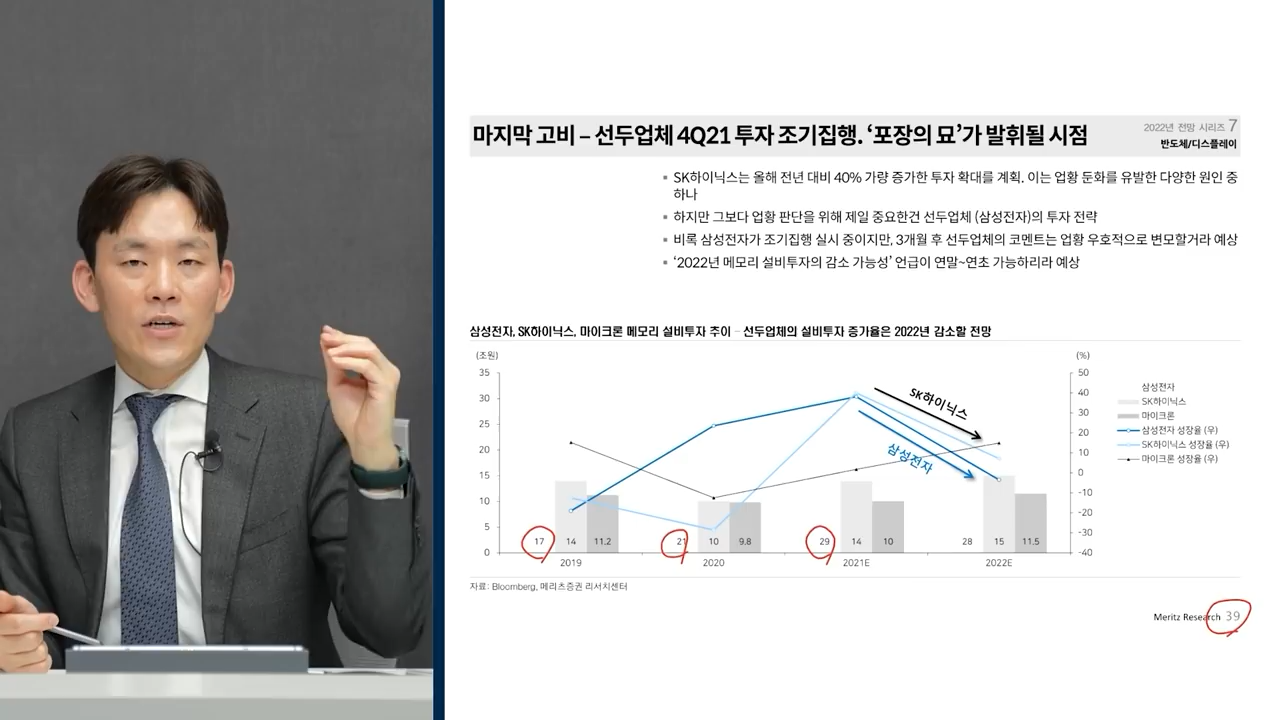 마지막 고비 – 선두업체 4Q21 투자 조기집행. ‘포장의 묘’가 발휘될 시점
2022년 전망 시리즈 7
반도체/디스플레이
▪ SK하이닉스는 올해 전년 대비 40% 가량 증가한 투자 확대를 계획. 이는 업황 둔화를 유발한 다양한 원인 중
하나
▪ 하지만 그보다 업황 판단을 위해 제일 중요한건 선두업체 (삼성전자)의 투자 전략
▪ 비록 삼성전자가 조기집행 실시 중이지만, 3개월 후 선두업체의 코멘트는 업황 우호적으로 변모할거라 예상
▪ ‘2022년 메모리 설비투자의 감소 가능성’ 언급이 연말~연초 가능하리라 예상
삼성전자, SK하이닉스, 마이크론 메모리 설비투자 추이 – 선두업체의 설비투자 증가율은 2022년 감소할 전망
(조원)
(%)
35
30
25
20
15
10
5
0
50
40
30
20
10
0
-10
-20
-30
-40
SK하이닉스
삼성전자
17 14 11.2
21 10 9.8
29 14 10
28 15 11.5
2019 2020 2021E 2022E
삼성전자
SK하이닉스
마이크론
삼성전자 성장율 (우)
SK하이닉스 성장율 (우)
마이크론 성장율 (우)
자료: Bloomberg, 메리츠증권 리서치센터
Meritz Research 39